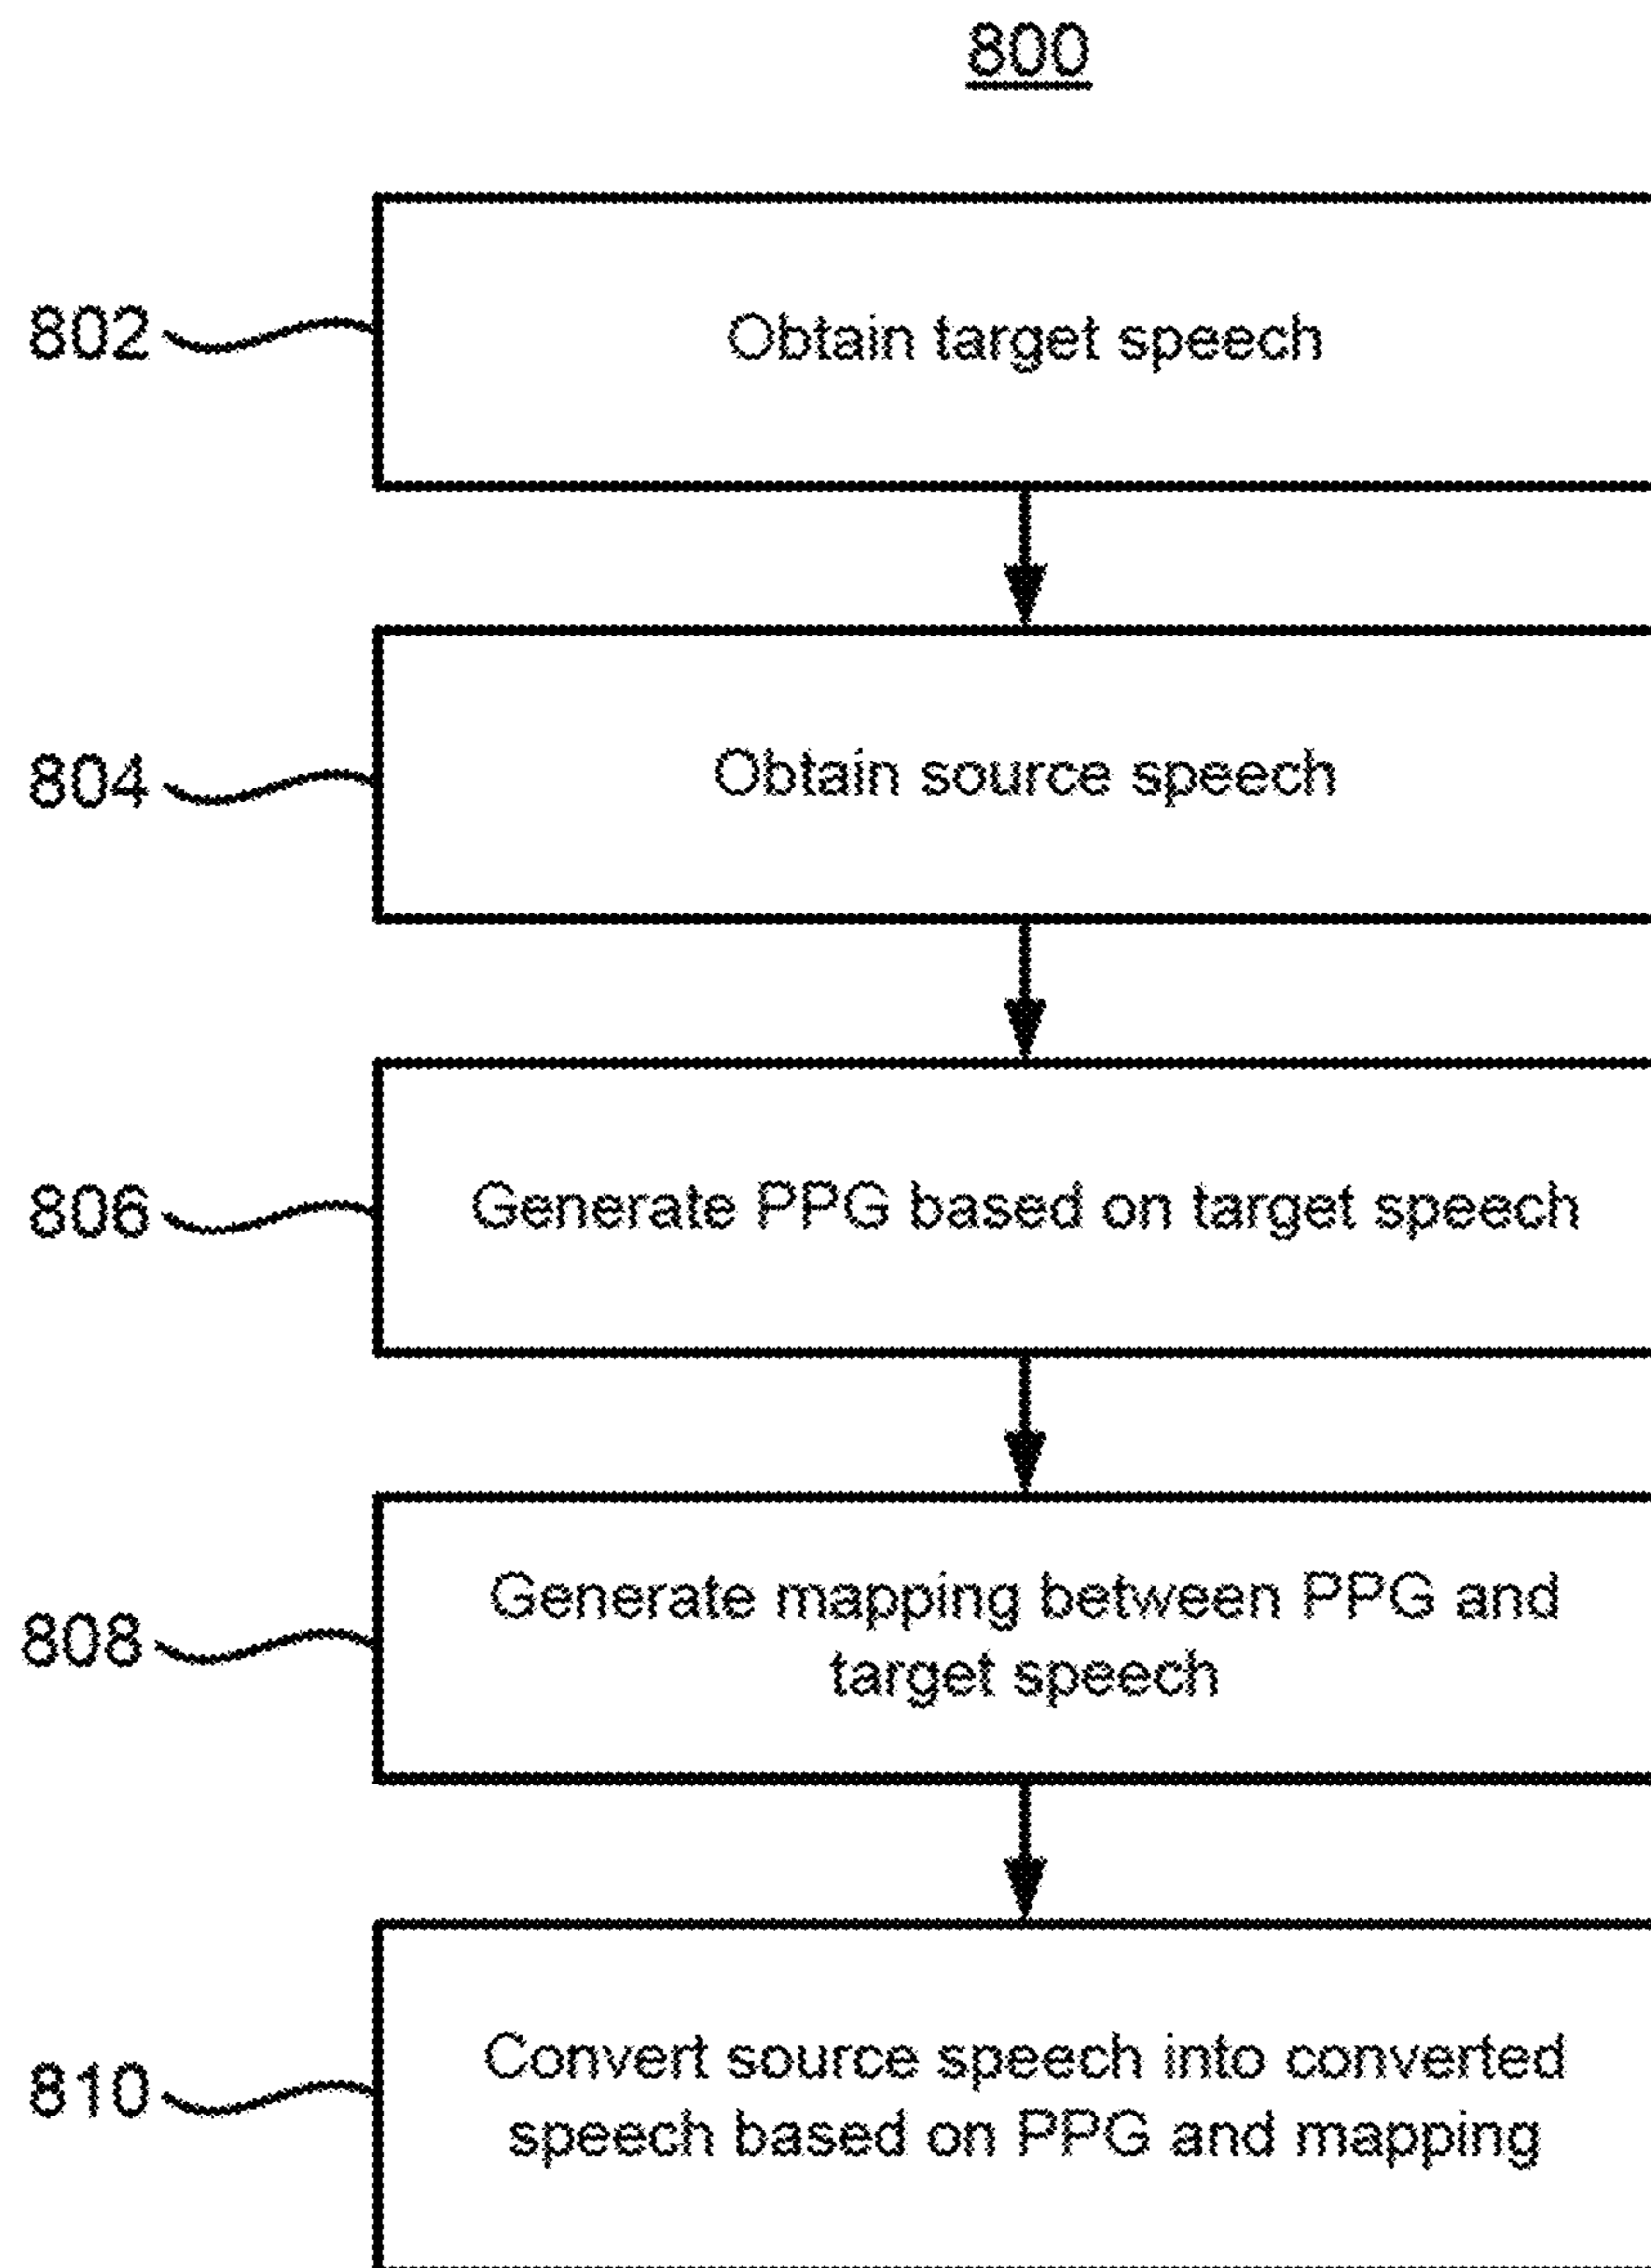 800
802
Obtain target speech
804
Obtain source speech
806
Generate PPG based on target speech
808
Generate mapping between PPG and
target speech
810
Convert source speech into converted
speech based on PPG and mapping